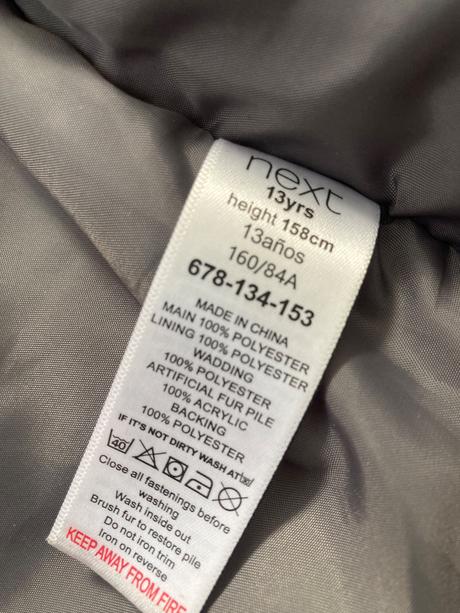 next
13yrs
height 158cm
13años
160/84A
678-134-153
MADE IN CHINA
MAIN 100% POLYESTER
LINING 100% POLYESTER
WADDING
100% POLYESTER
ARTIFICIAL FUR PILE
100% ACRYLIC
BACKING
100% POLYESTER
IF IT'S NOT DIRTY WASH AT
40
Close all fastenings before
washing
Wash inside out
Brush fur to restore pile
Do not iron trim
Iron on reverse
KEEP AWAY FROM FIRE